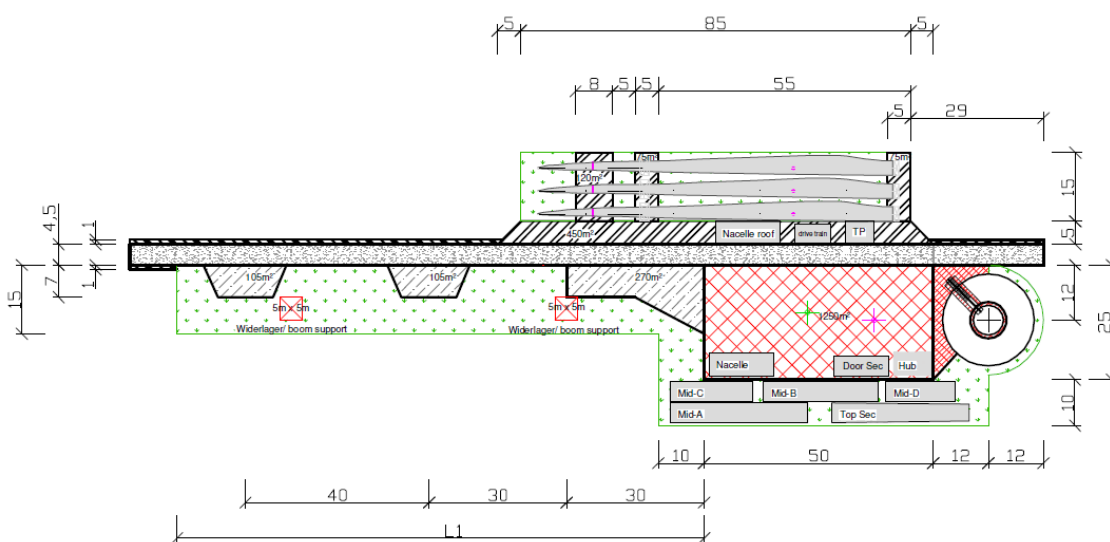 5
85
5
8
5
5
55
5
29
75m²
75m²
120m²
15
4,5
1
450m²
Nacelle roof
drive train
TP
5
105m²
105m²
270m²
15
7
1
5m x 5m
5m x 5m
1250m²
12
25
Widerlager/ boom support
Widerlager/ boom support
Nacelle
Door Sec
Hub
Mid-C
Mid-B
Mid-D
Mid-A
Top Sec
10
10
50
12
12
40
30
30
L1